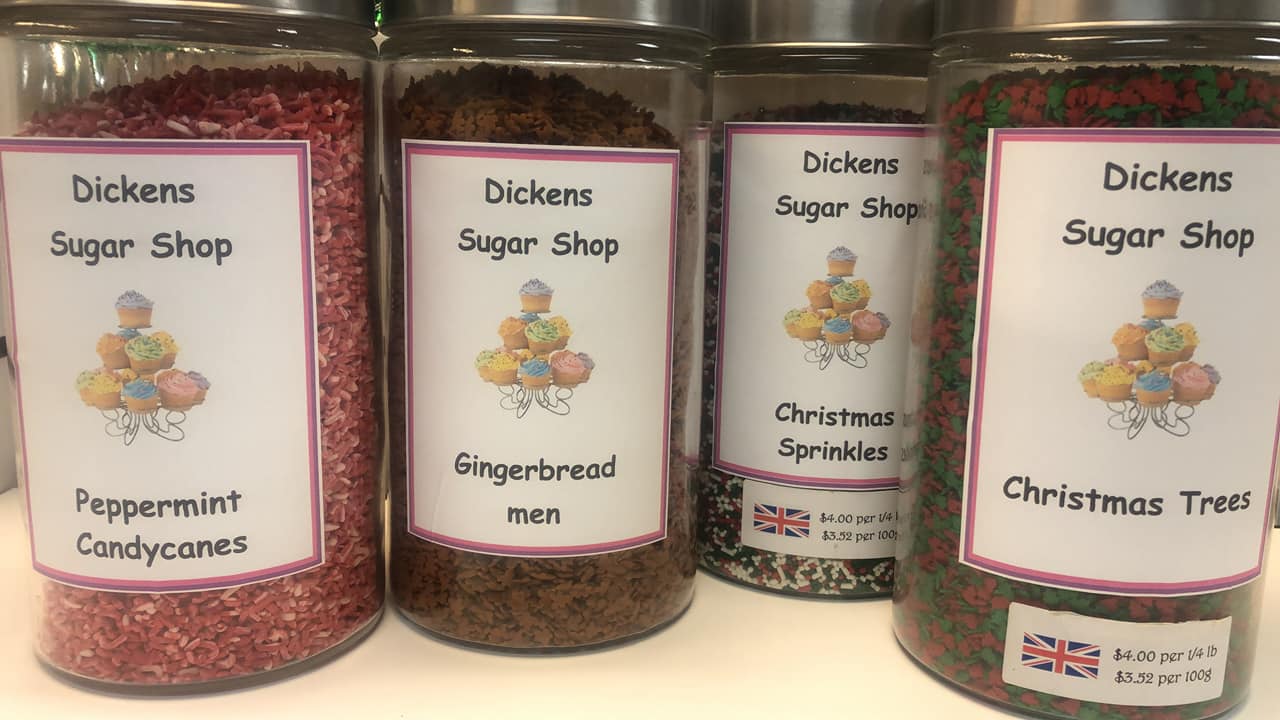 Dickens
Sugar Shop
Peppermint
Candycanes
Dickens
Sugar Shop
Gingerbread
men
Dickens
Sugar Shop
Christmas
Sprinkles
$4.00 per 1/4
$3.52 per 100g
Dickens
Sugar Shop
Christmas Trees
$4.00 per 1/4 lb
$3.52 per 100g